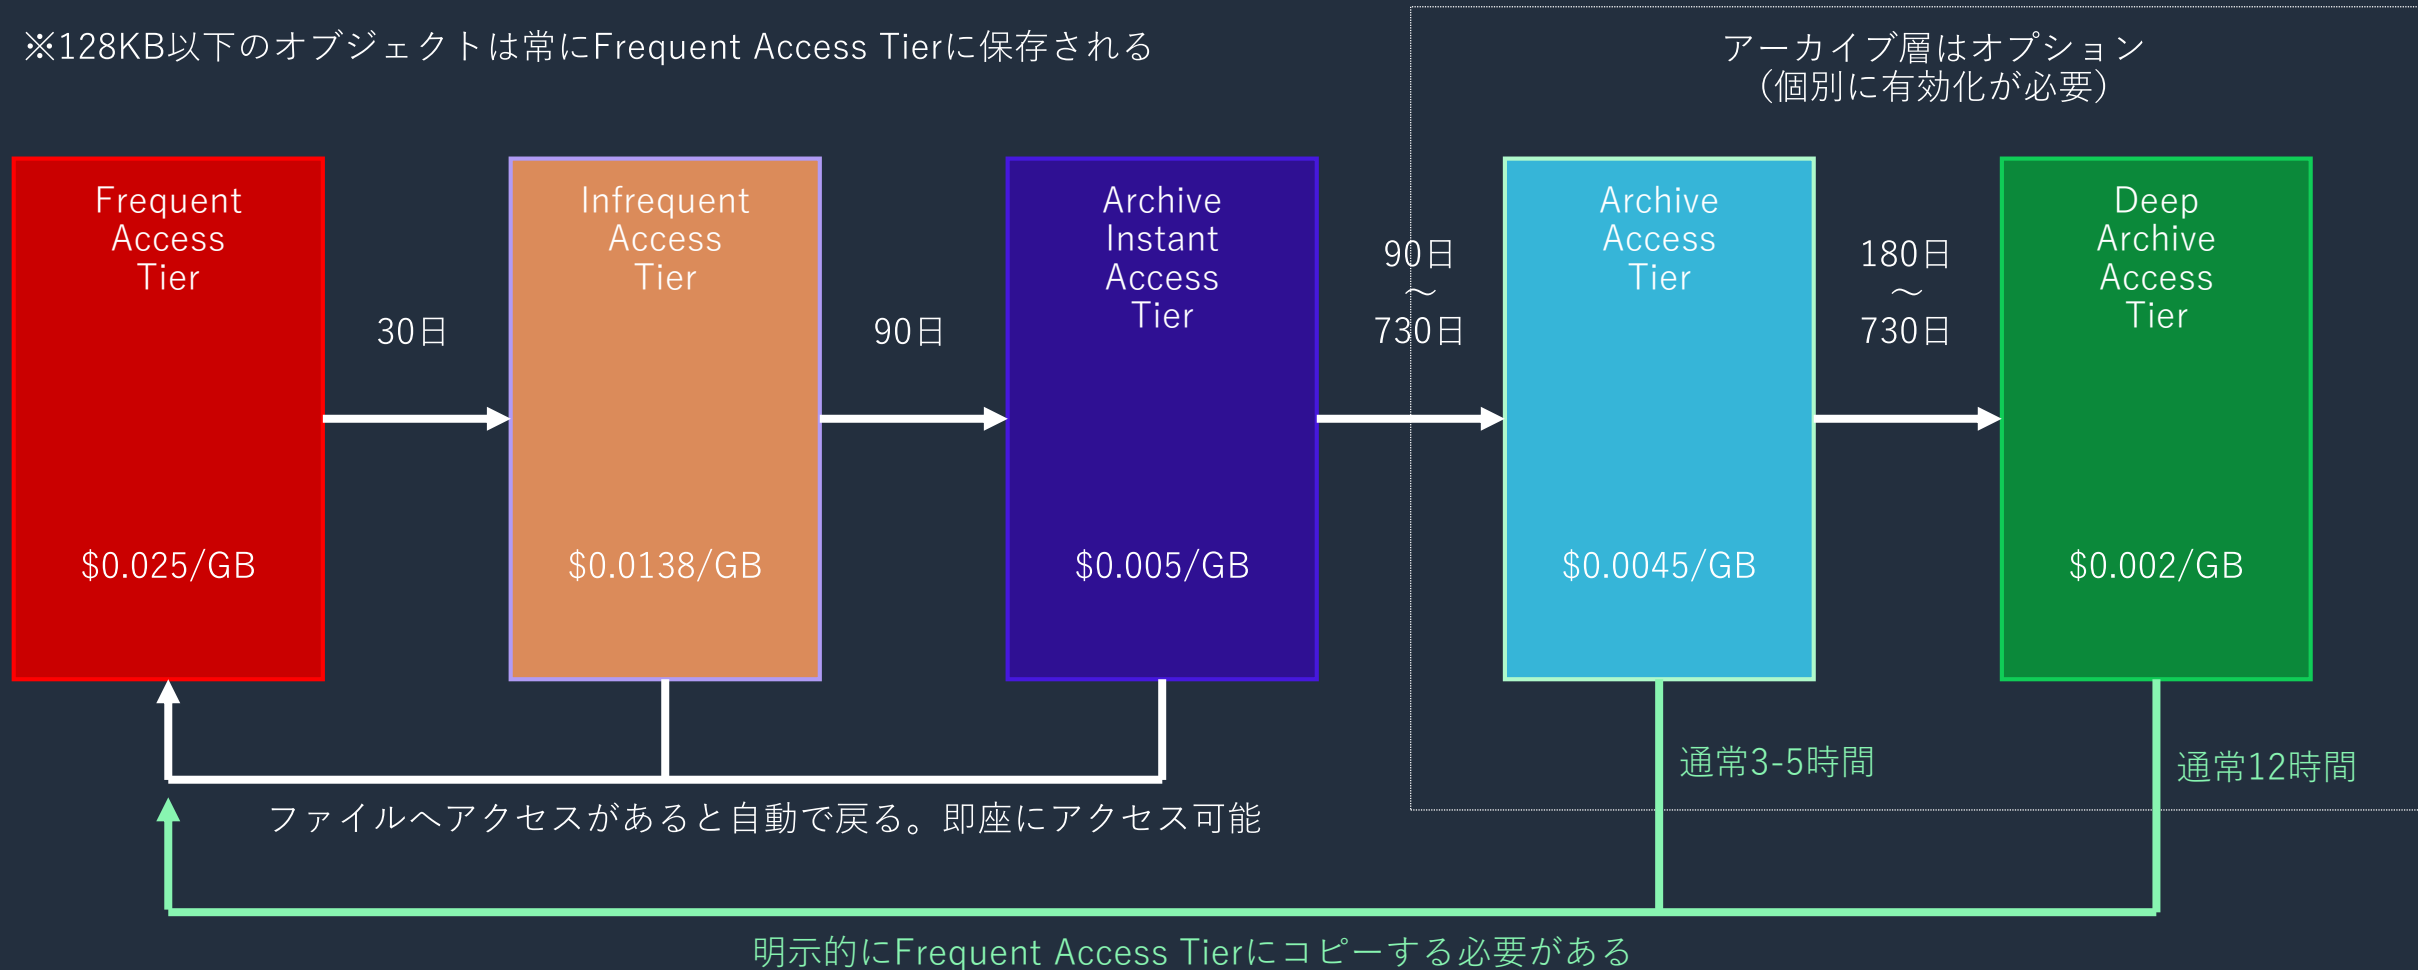 ※128KB以下のオブジェクトは常にFrequent Access Tierに保存される
アーカイブ層はオプション
（個別に有効化が必要）
Frequent
Access
Tier
$0.025/GB
30日
Infrequent
Access
Tier
$0.0138/GB
90日
Archive
Instant
Access
Tier
$0.005/GB
90日
～
730日
Archive
Access
Tier
$0.0045/GB
180日
～
730日
Deep
Archive
Access
Tier
$0.002/GB
通常3-5時間
通常12時間
ファイルへアクセスがあると自動で戻る。即座にアクセス可能
明示的にFrequent Access Tierにコピーする必要がある